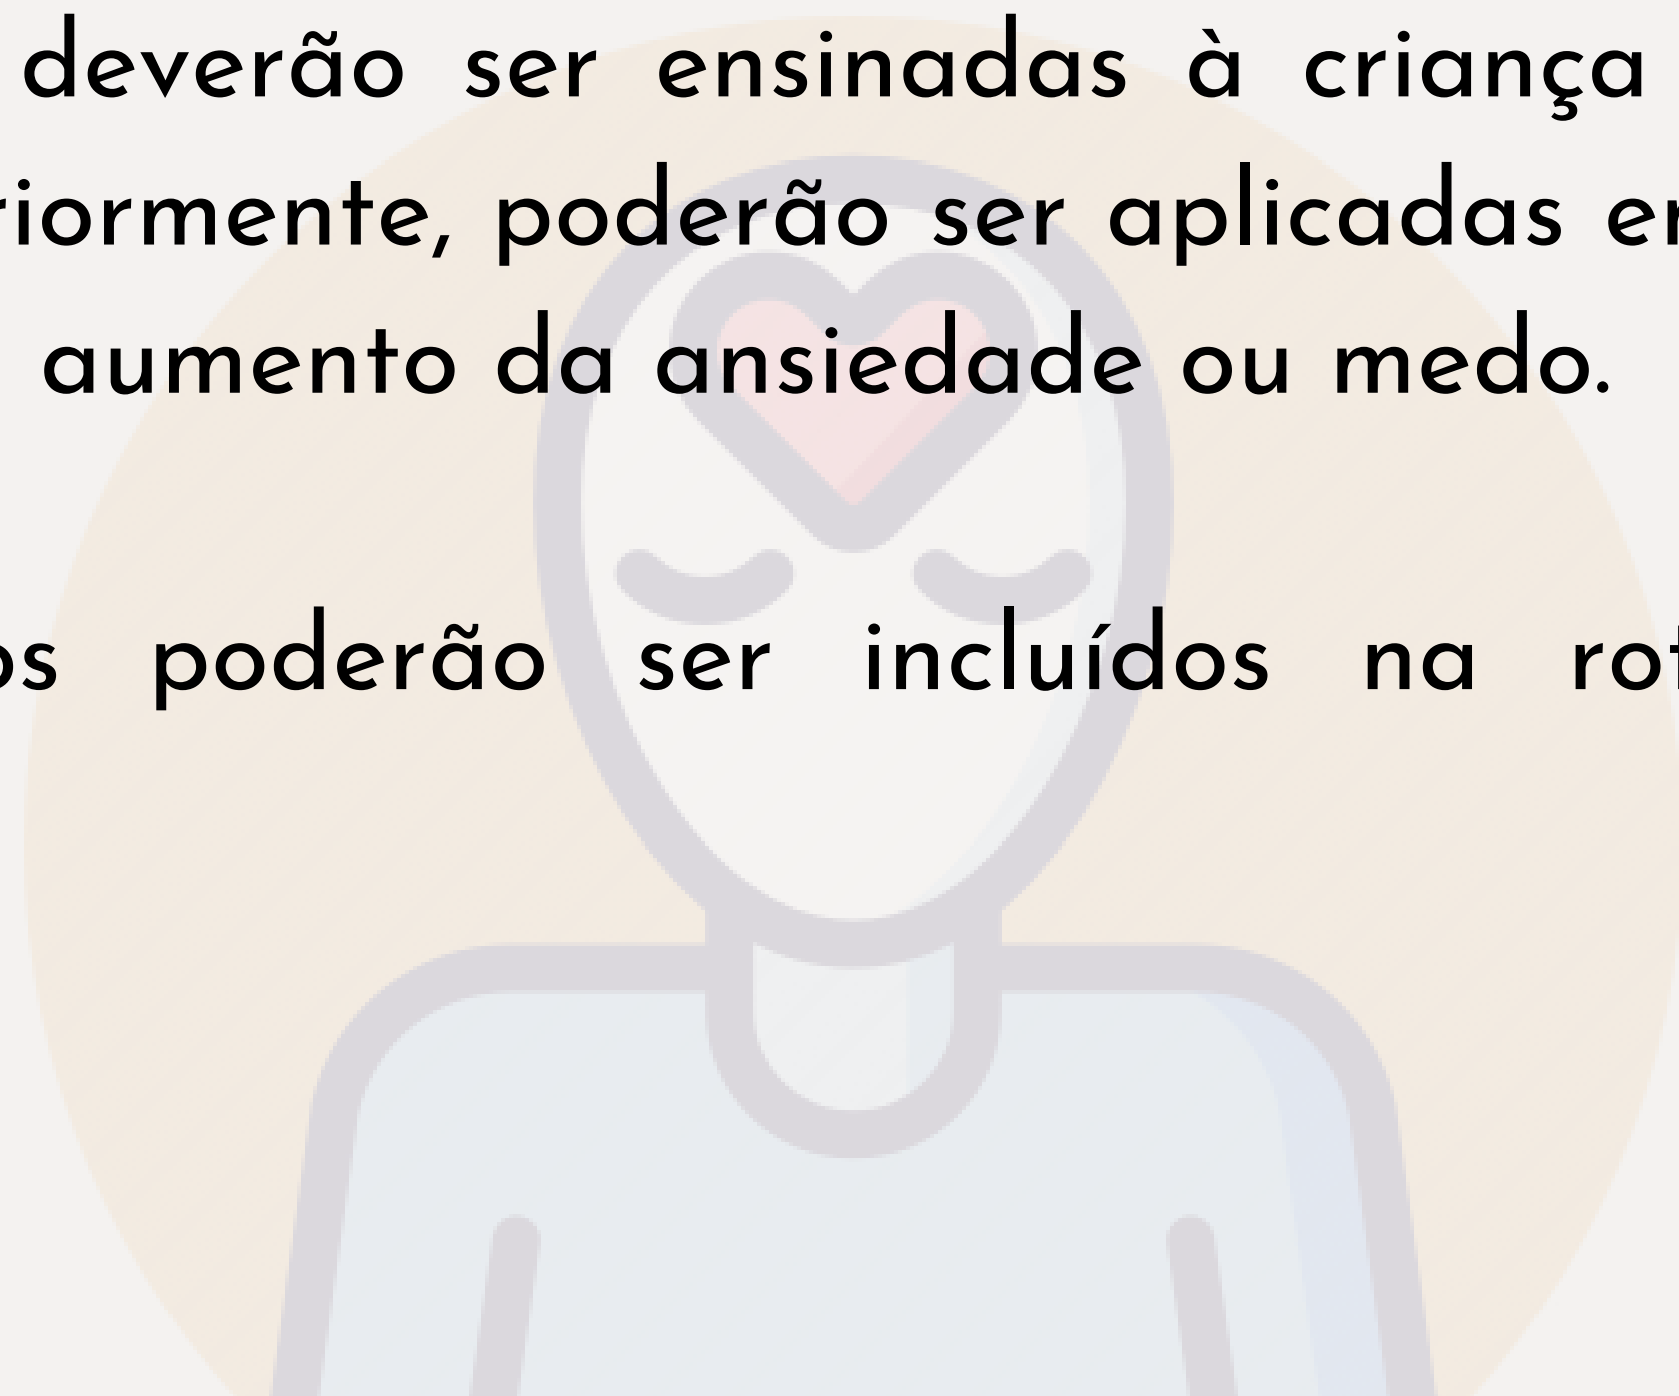 deverão ser ensinadas à criança
poderão ser aplicadas
aumento da ansiedade ou medo.
poderão ser incluídos na